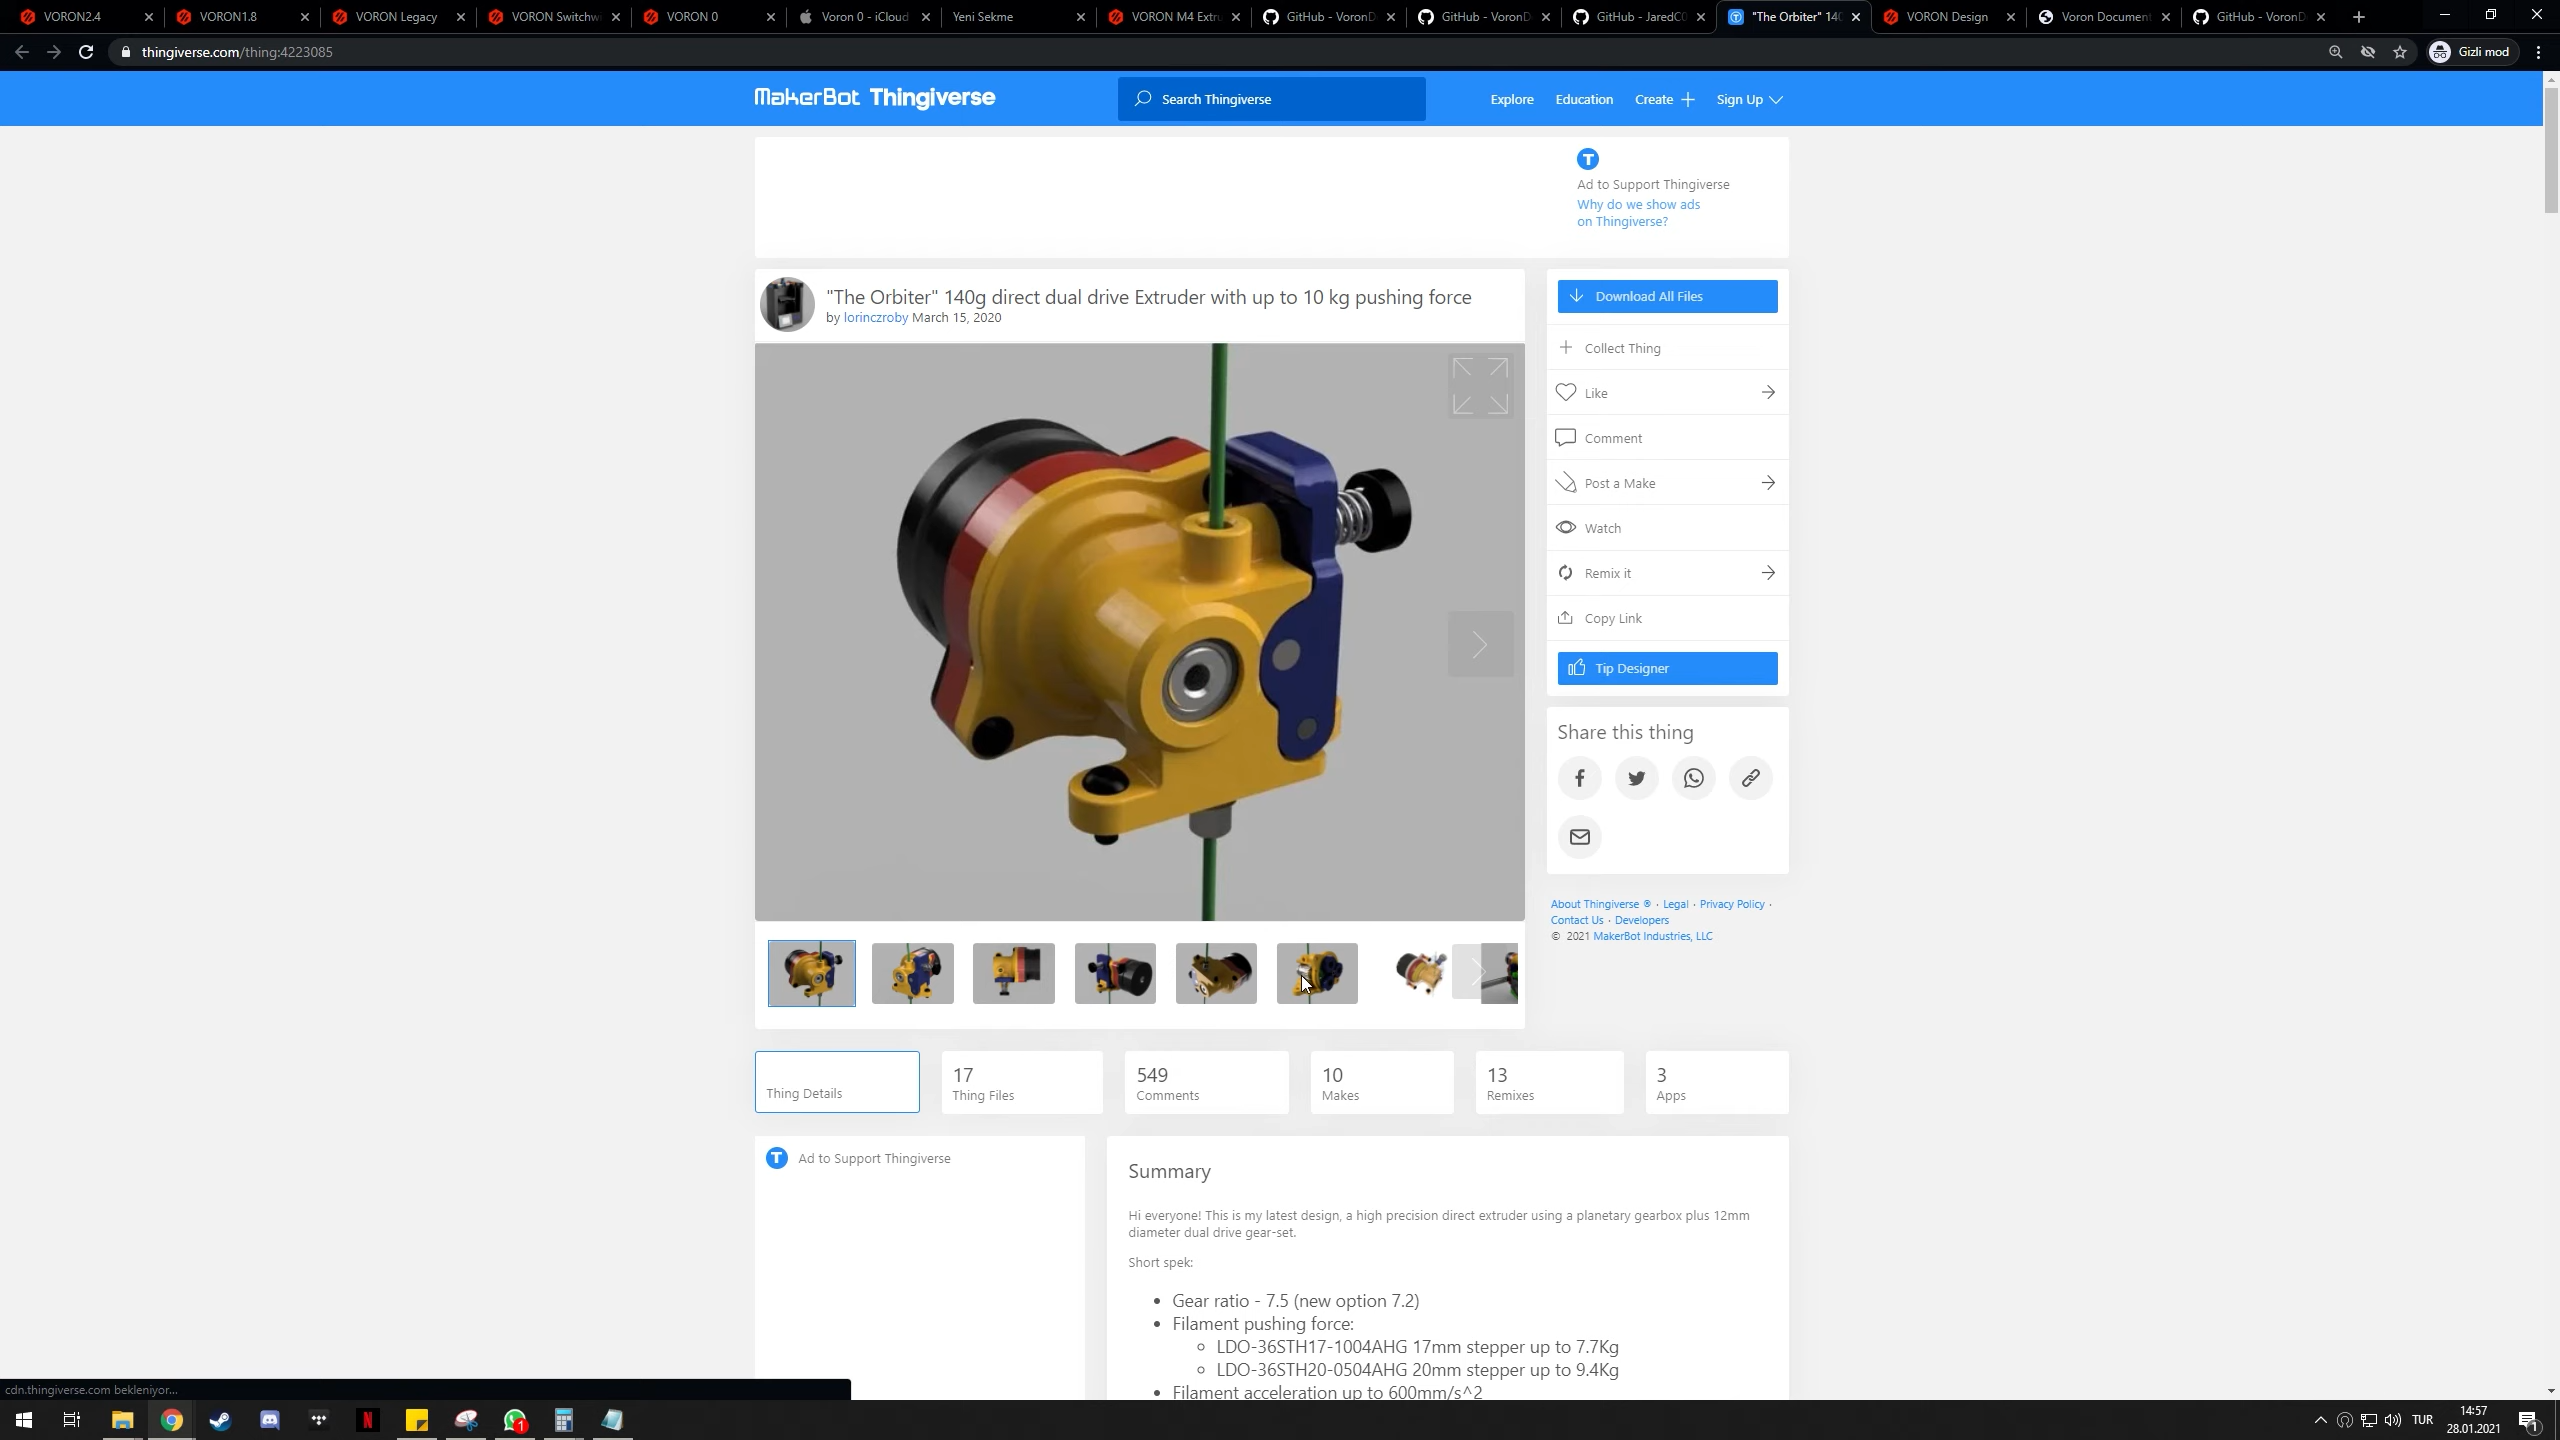 VORON2.4
VORON1.8
VORON Legacy
VORON Switchw
VORON 0
Voron 0 - iCloud
Yeni Sekme
VORON M4 Extru
GitHub - VoronD
GitHub - VoronD
GitHub - JaredC0
"The Orbiter" 140
VORON Design
Voron Document
GitHub - VoronD
thingiverse.com/thing:4223085
Gizli mod
MakerBot Thingiverse
Search Thingiverse
Explore
Education
Create
Sign Up
Ad to Support Thingiverse
Why do we show ads
on Thingiverse?
"The Orbiter" 140g direct dual drive Extruder with up to 10 kg pushing force
by lorinczroby March 15, 2020
Download All Files
Collect Thing
Like
Comment
Post a Make
Watch
Remix it
Copy Link
Tip Designer
Share this thing
About Thingiverse ® · Legal · Privacy Policy ·
Contact Us · Developers
© 2021 MakerBot Industries, LLC
Thing Details
17
Thing Files
549
Comments
10
Makes
13
Remixes
3
Apps
Ad to Support Thingiverse
Summary
Hi everyone! This is my latest design, a high precision direct extruder using a planetary gearbox plus 12mm
diameter dual drive gear-set.
Short spek:
• Gear ratio - 7.5 (new option 7.2)
• Filament pushing force:
○ LDO-36STH17-1004AHG 17mm stepper up to 7.7Kg
○ LDO-36STH20-0504AHG 20mm stepper up to 9.4Kg
• Filament acceleration up to 600mm/s^2
cdn.thingiverse.com bekleniyor...
1
TUR
14:57
28.01.2021
1